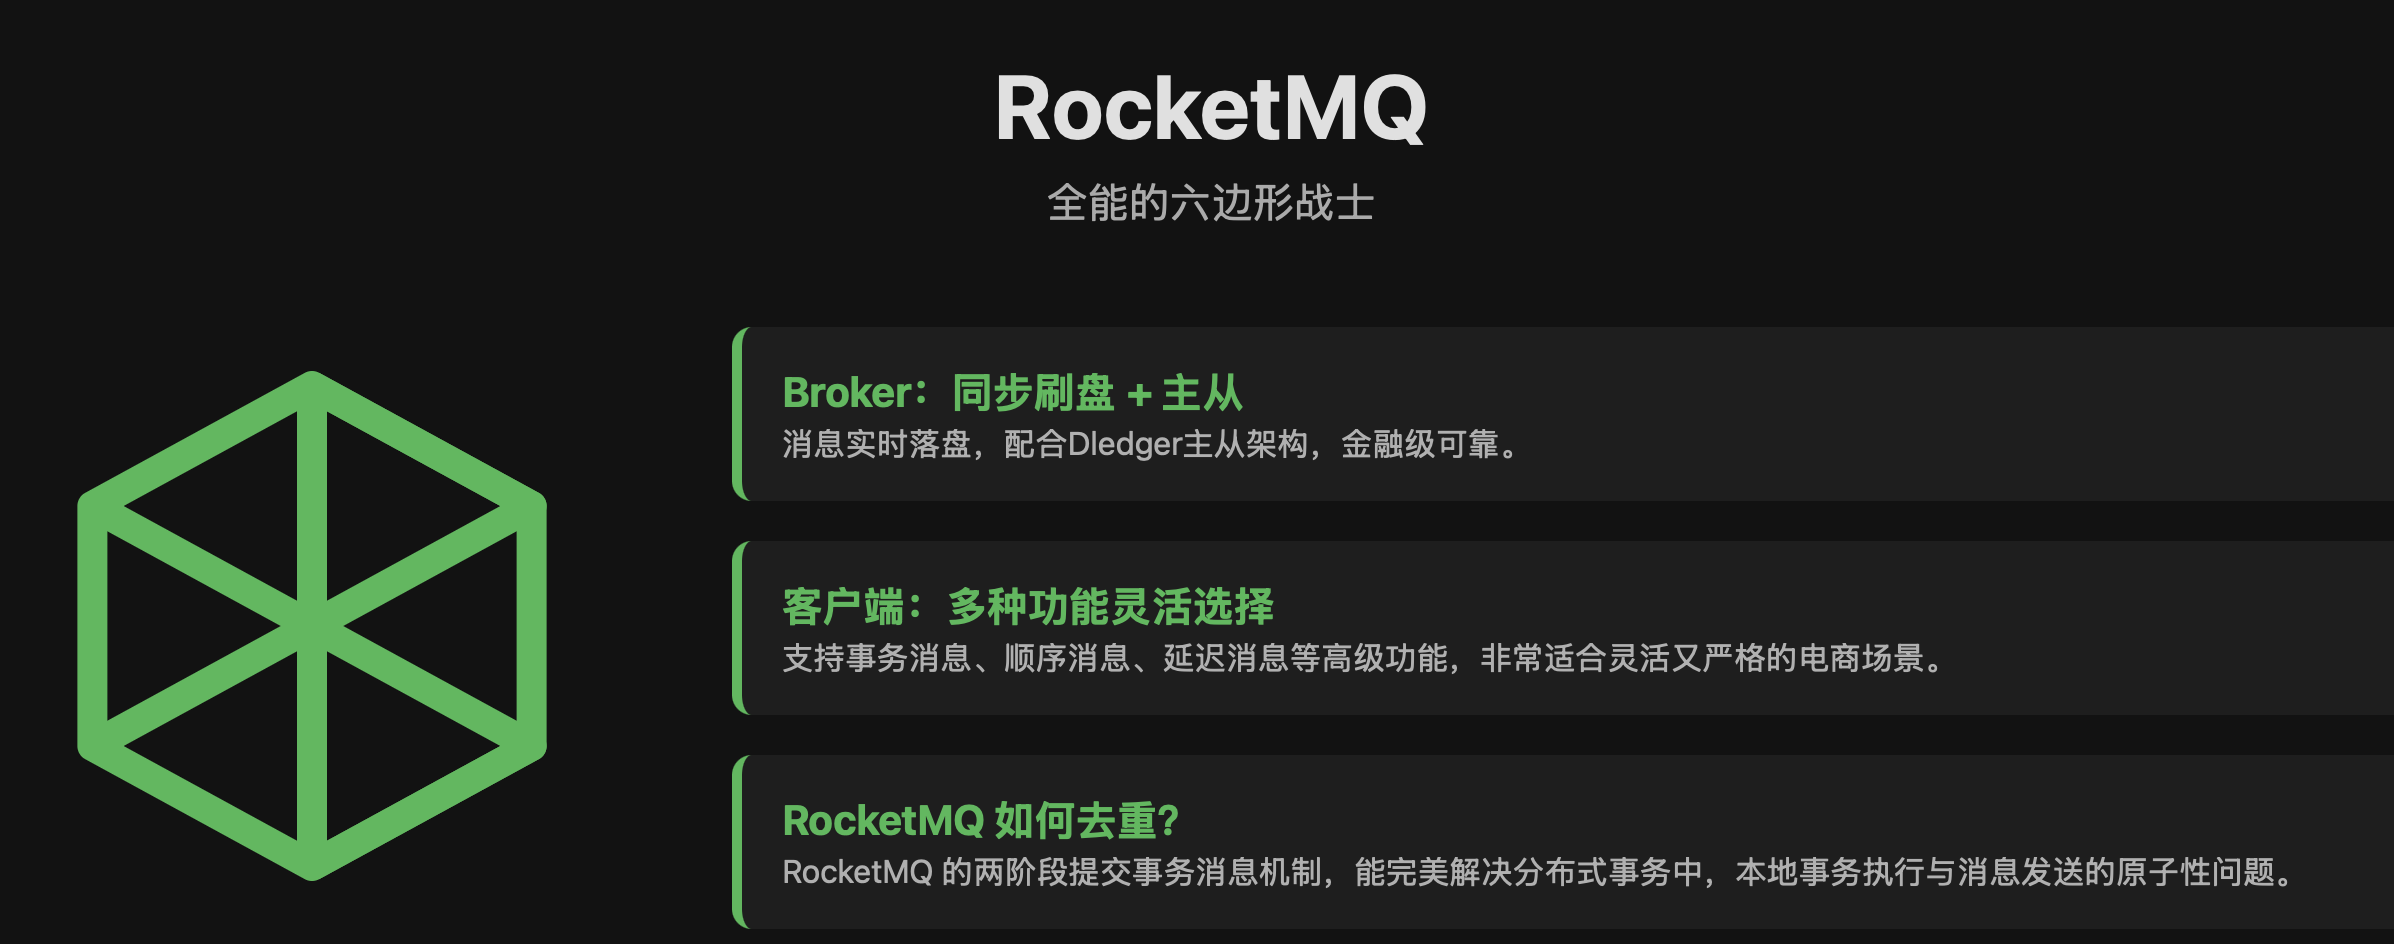 RocketMQ
全能的六边形战士
Broker：同步刷盘 + 主从
消息实时落盘，配合Dledger主从架构，金融级可靠。
客户端：多种功能灵活选择
支持事务消息、顺序消息、延迟消息等高级功能，非常适合灵活又严格的电商场景。
RocketMQ 如何去重？
RocketMQ 的两阶段提交事务消息机制，能完美解决分布式事务中，本地事务执行与消息发送的原子性问题。